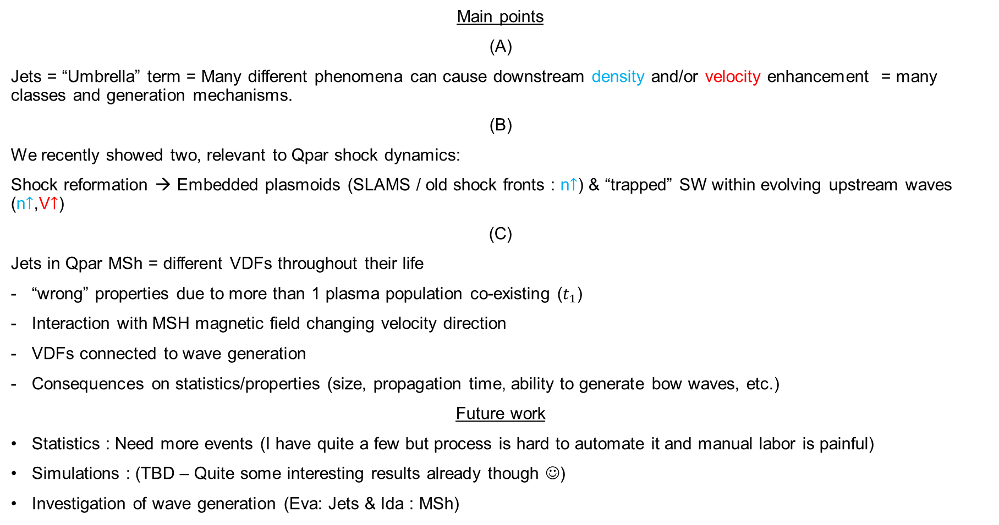 Main points
(A)
Jets = “Umbrella” term = Many different phenomena can cause downstream density and/or velocity enhancement = many
classes and generation mechanisms.
(B)
We recently showed two, relevant to Qpar shock dynamics:
Shock reformation → Embedded plasmoids (SLAMS / old shock fronts : n↑) & “trapped” SW within evolving upstream waves
(n↑,V↑)
(C)
Jets in Qpar MSh = different VDFs throughout their life
- “wrong” properties due to more than 1 plasma population co-existing (𝑡₁)
- Interaction with MSH magnetic field changing velocity direction
- VDFs connected to wave generation
- Consequences on statistics/properties (size, propagation time, ability to generate bow waves, etc.)
Future work
• Statistics : Need more events (I have quite a few but process is hard to automate it and manual labor is painful)
• Simulations : (TBD – Quite some interesting results already though ☺)
• Investigation of wave generation (Eva: Jets & Ida : MSh)